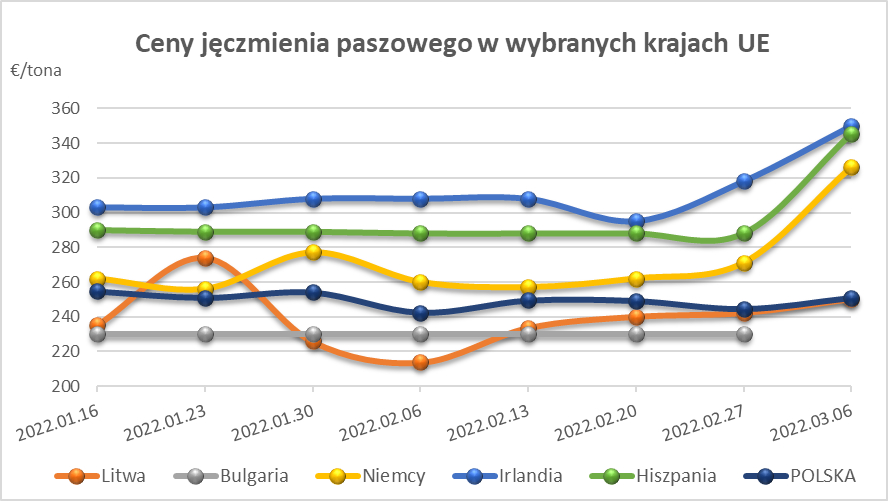 Ceny jęczmienia paszowego w wybranych krajach UE
€/tona
360
340
320
300
280
260
240
220
200
2022.01.16 2022.01.23 2022.01.30 2022.02.06 2022.02.13 2022.02.20 2022.02.27 2022.03.06
Litwa Bulgaria Niemcy Irlandia Hiszpania POLSKA